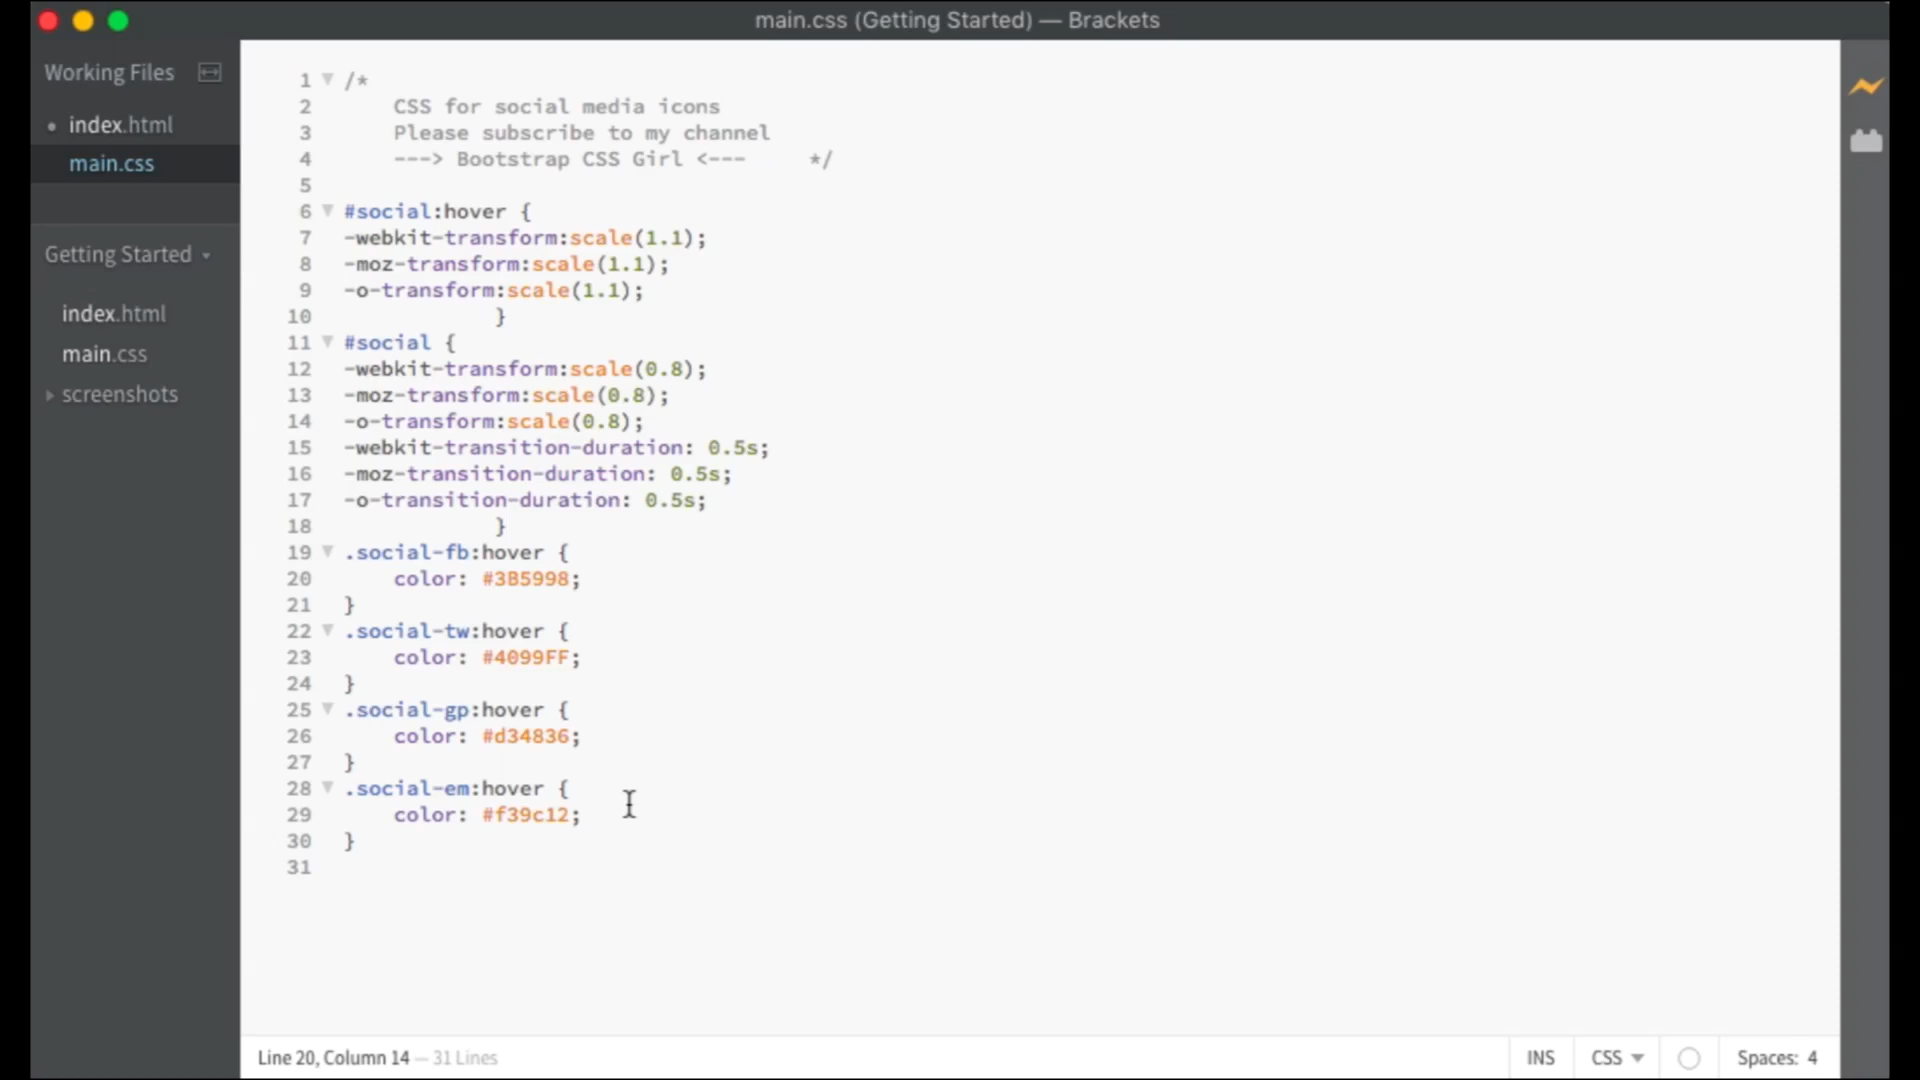 main.css (Getting Started) — Brackets
Working Files
index.html
main.css
Getting Started
index.html
main.css
screenshots
1 /*
2     CSS for social media icons
3     Please subscribe to my channel
4     ---> Bootstrap CSS Girl <---     */
5
6 #social:hover {
7 -webkit-transform:scale(1.1);
8 -moz-transform:scale(1.1);
9 -o-transform:scale(1.1);
10             }
11 #social {
12 -webkit-transform:scale(0.8);
13 -moz-transform:scale(0.8);
14 -o-transform:scale(0.8);
15 -webkit-transition-duration: 0.5s;
16 -moz-transition-duration: 0.5s;
17 -o-transition-duration: 0.5s;
18             }
19 .social-fb:hover {
20     color: #3B5998;
21 }
22 .social-tw:hover {
23     color: #4099FF;
24 }
25 .social-gp:hover {
26     color: #d34836;
27 }
28 .social-em:hover {
29     color: #f39c12;
30 }
31
Line 20, Column 14 — 31 Lines
INS
CSS
Spaces: 4